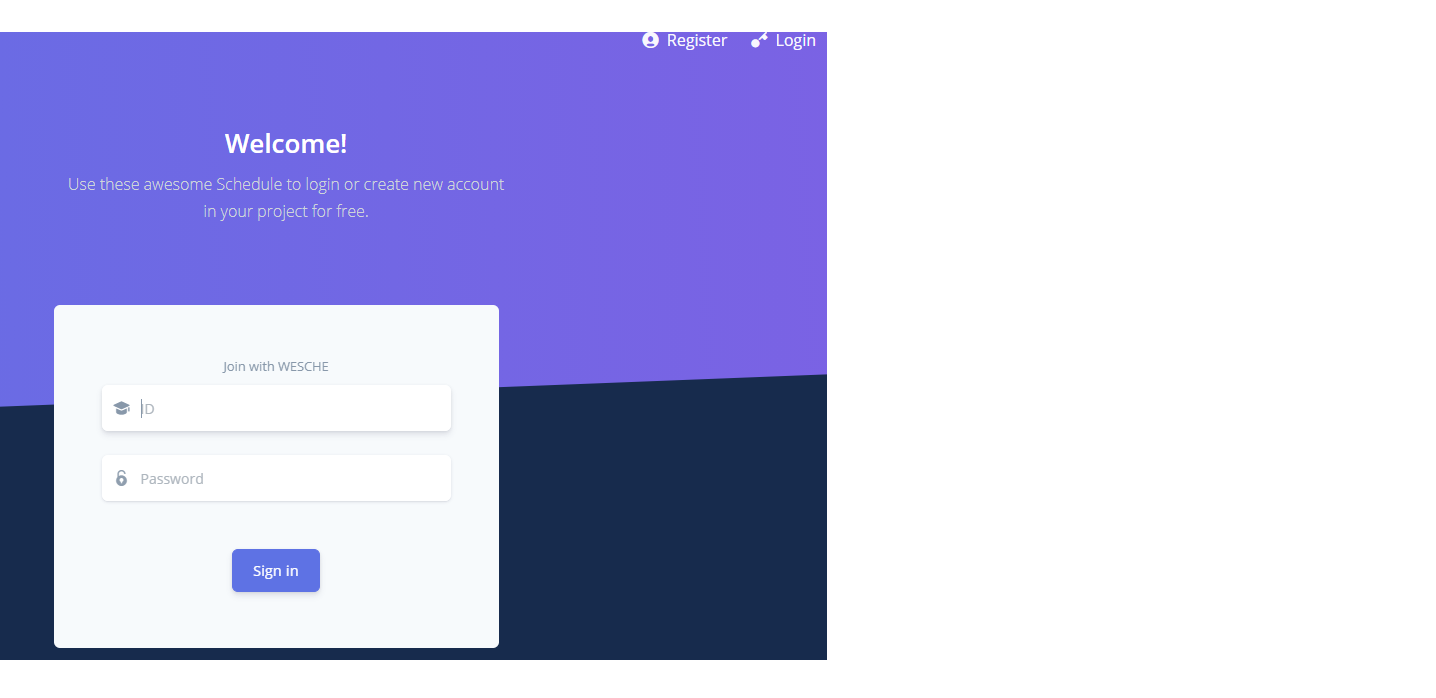 Register
Login
Welcome!
Use these awesome Schedule to login or create new account
in your project for free.
Join with WESCHE
ID
Password
Sign in